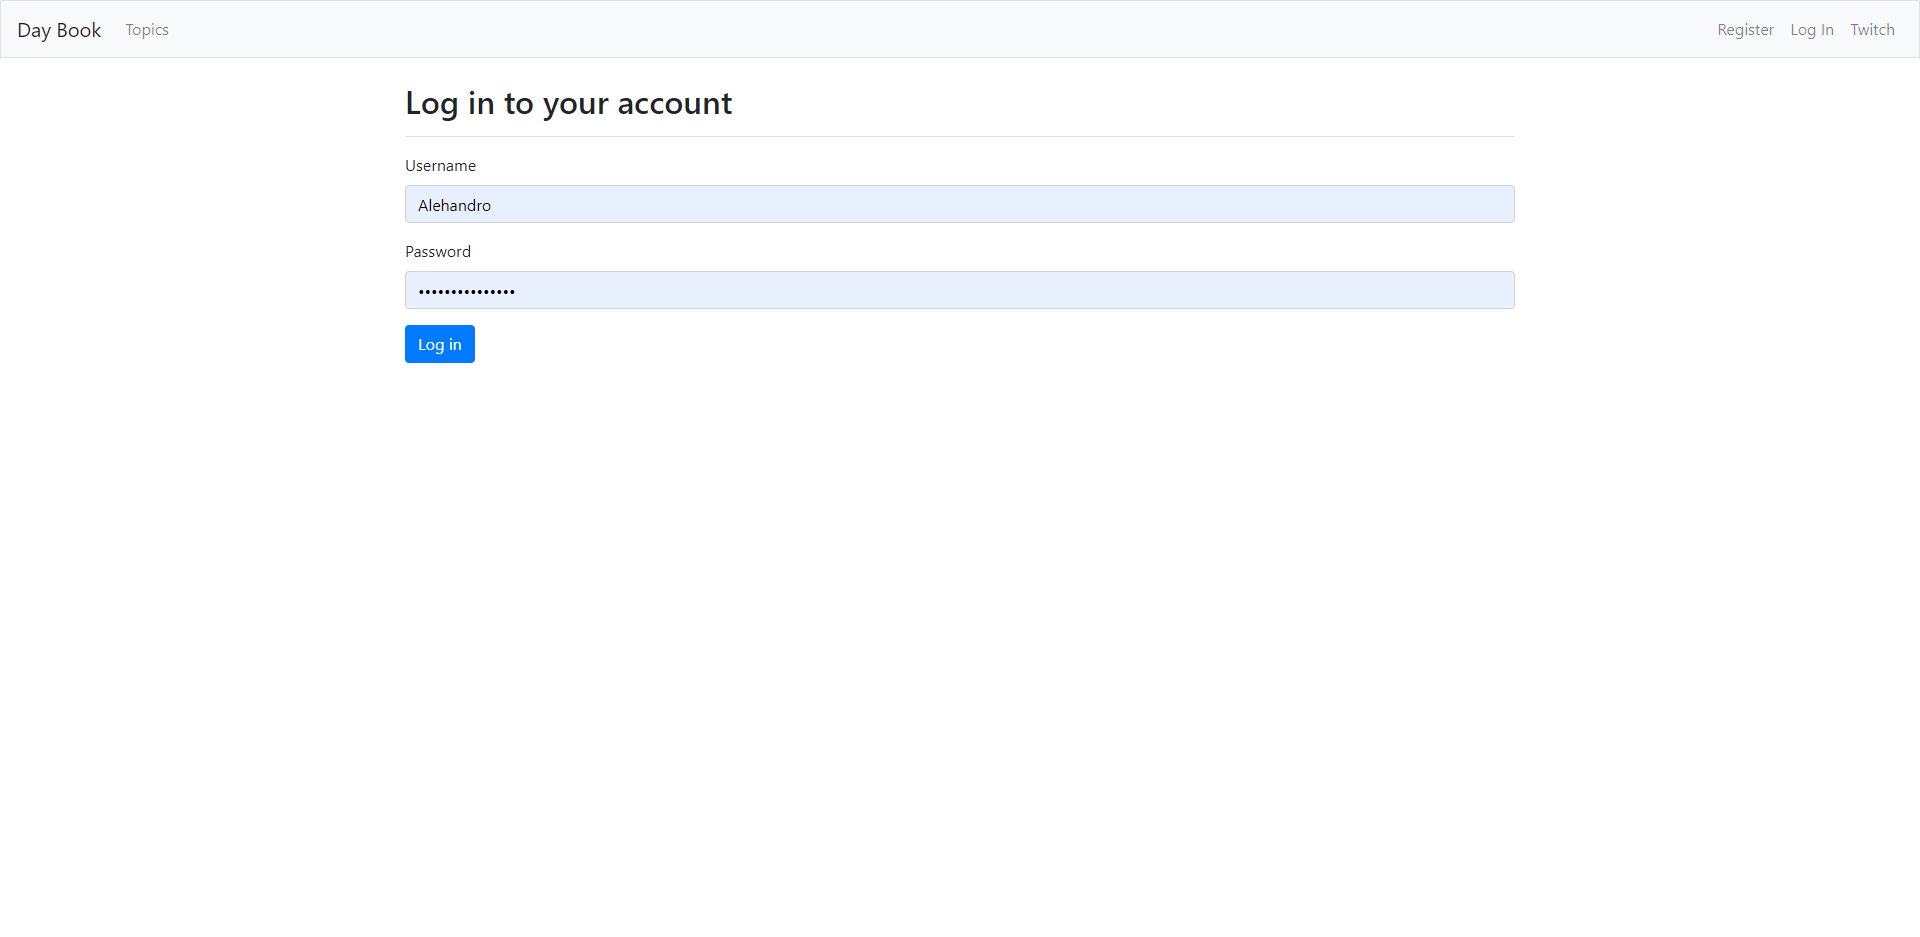 Day Book Topics Register Log In Twitch
Log in to your account
Username
Alehandro
Password
•••••••••••••••
Log in